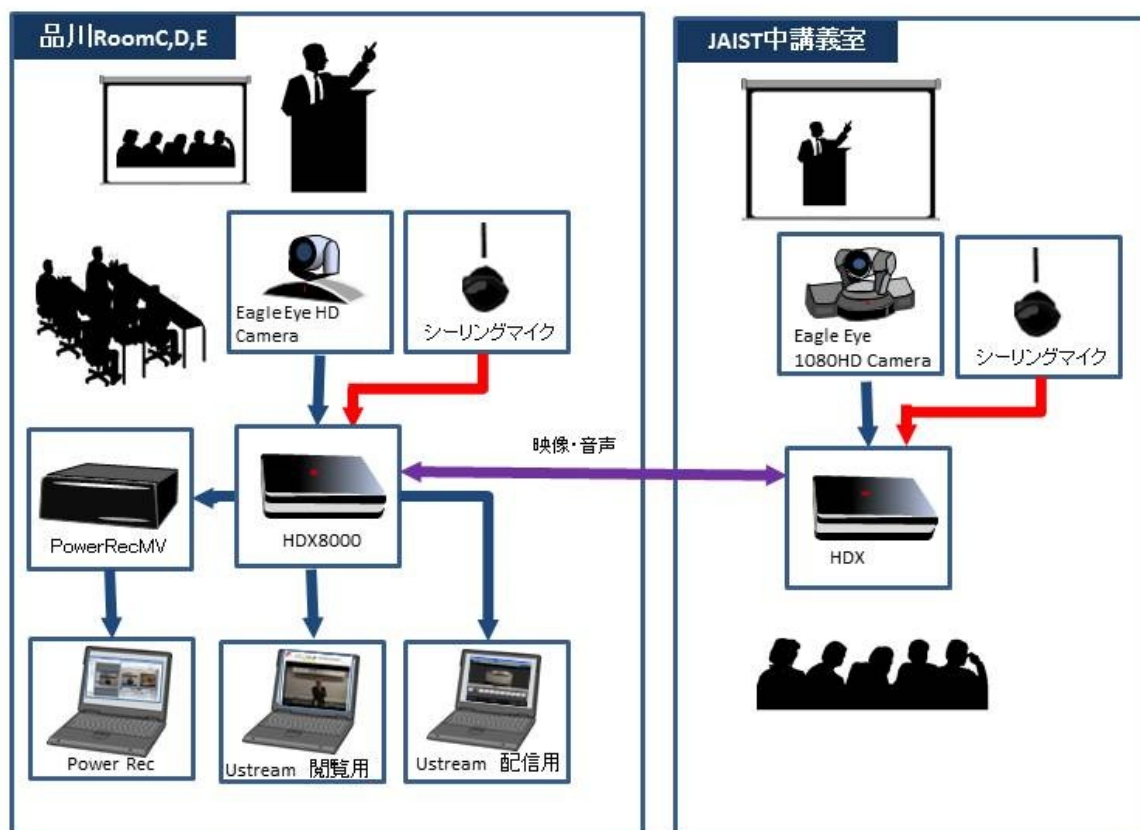 品川RoomC,D,E
Eagle Eye HD
Camera
シーリングマイク
PowerRecMV
HDX8000
Power Rec
Ustream 閲覧用
Ustream 配信用
映像・音声
JAIST中講義室
Eagle Eye
1080HD Camera
シーリングマイク
HDX